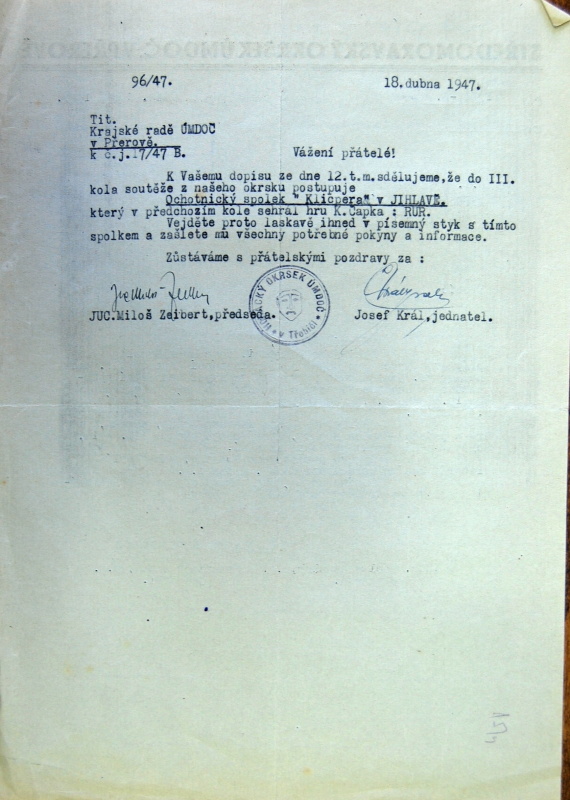 96/47.
18.dubna 1947.
Tit.
Krajské radě ÚMDOČ
v Přerově.
k č.j.17/47 B.
Vážení přátelé!
K Vašemu dopisu ze dne 12.t.m.sdělujeme,že do III.
kola soutěže z našeho okrsku postupuje
Ochotnický spolek " Klicpera" v JIHLAVĚ.
který v předchozím kole sehrál hru K.Čapka : RUR.
Vejděte proto laskavě ihned v písemný styk s tímto
spolkem a zašlete mu všechny potřebné pokyny a informace.
Zůstáváme s přátelskými pozdravy za :
JUC.Miloš Zeibert,předseda.
Josef Král,jednatel.
OKRSEK ÚMDOČ
V Třebíči